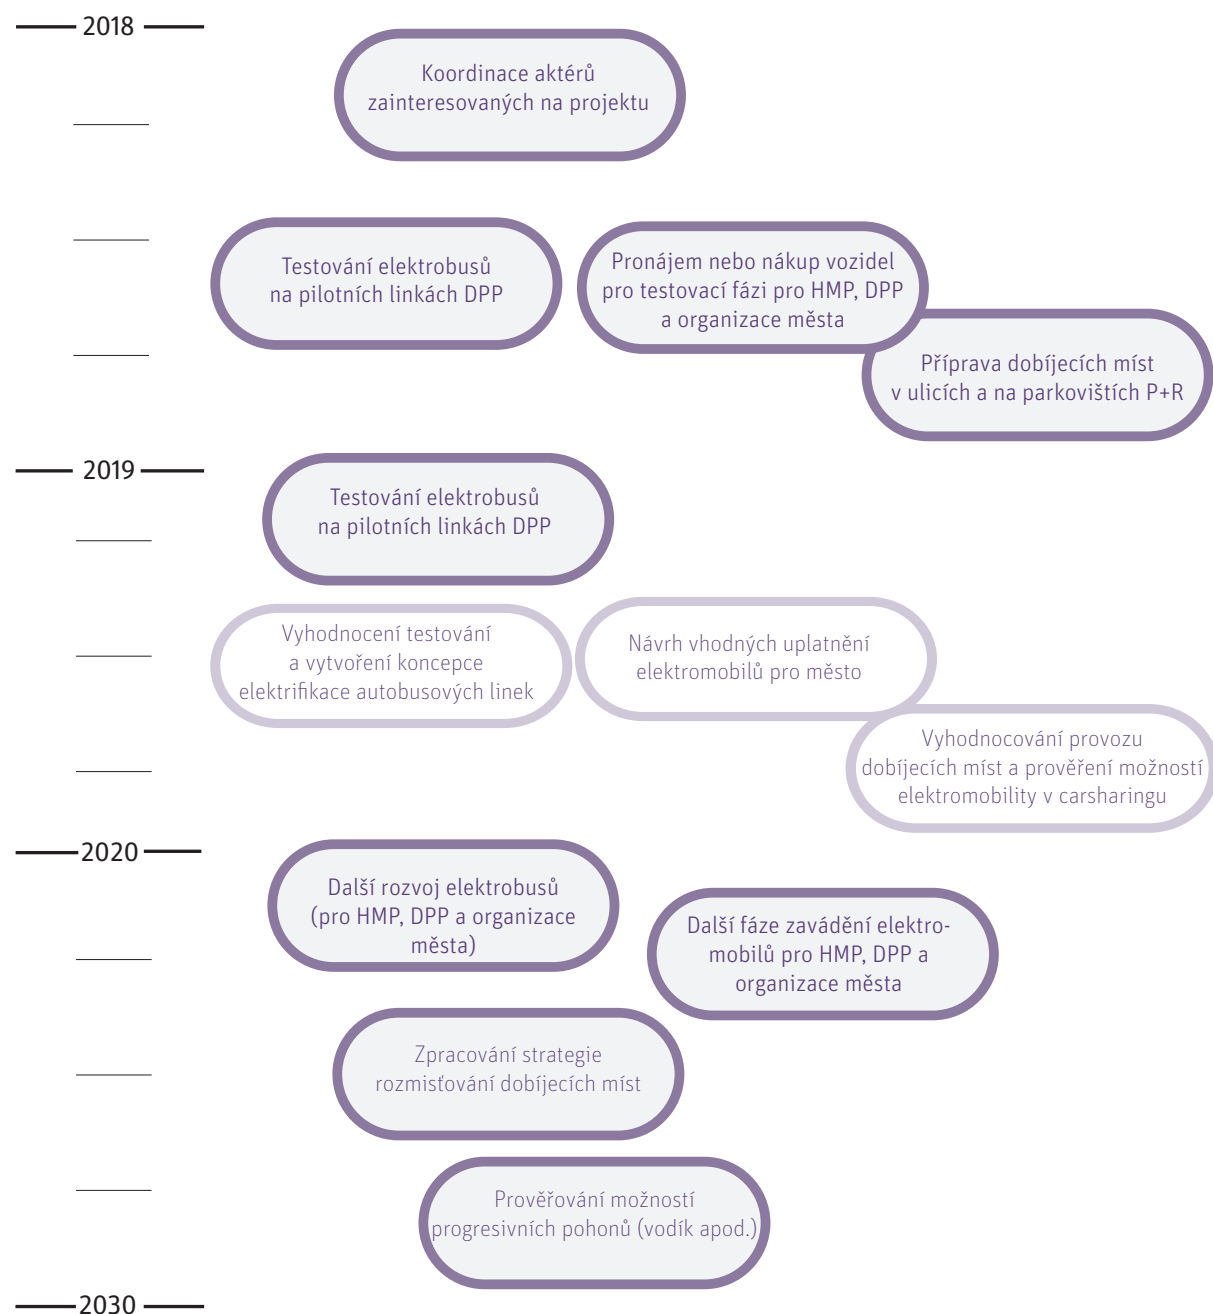 2018
Koordinace aktérů
zainteresovaných na projektu
Testování elektrobusů
na pilotních linkách DPP
Pronájem nebo nákup vozidel
pro testovací fázi pro HMP, DPP
a organizace města
Příprava dobíjecích míst
v ulicích a na parkovištích P+R
2019
Testování elektrobusů
na pilotních linkách DPP
Vyhodnocení testování
a vytvoření koncepce
elektrifikace autobusových linek
Návrh vhodných uplatnění
elektromobilů pro město
Vyhodnocování provozu
dobíjecích míst a prověření možností
elektromobility v carsharingu
2020
Další rozvoj elektrobusů
(pro HMP, DPP a organizace
města)
Další fáze zavádění elektro-
mobilů pro HMP, DPP a
organizace města
Zpracování strategie
rozmisťování dobíjecích míst
Prověřování možností
progresivních pohonů (vodík apod.)
2030